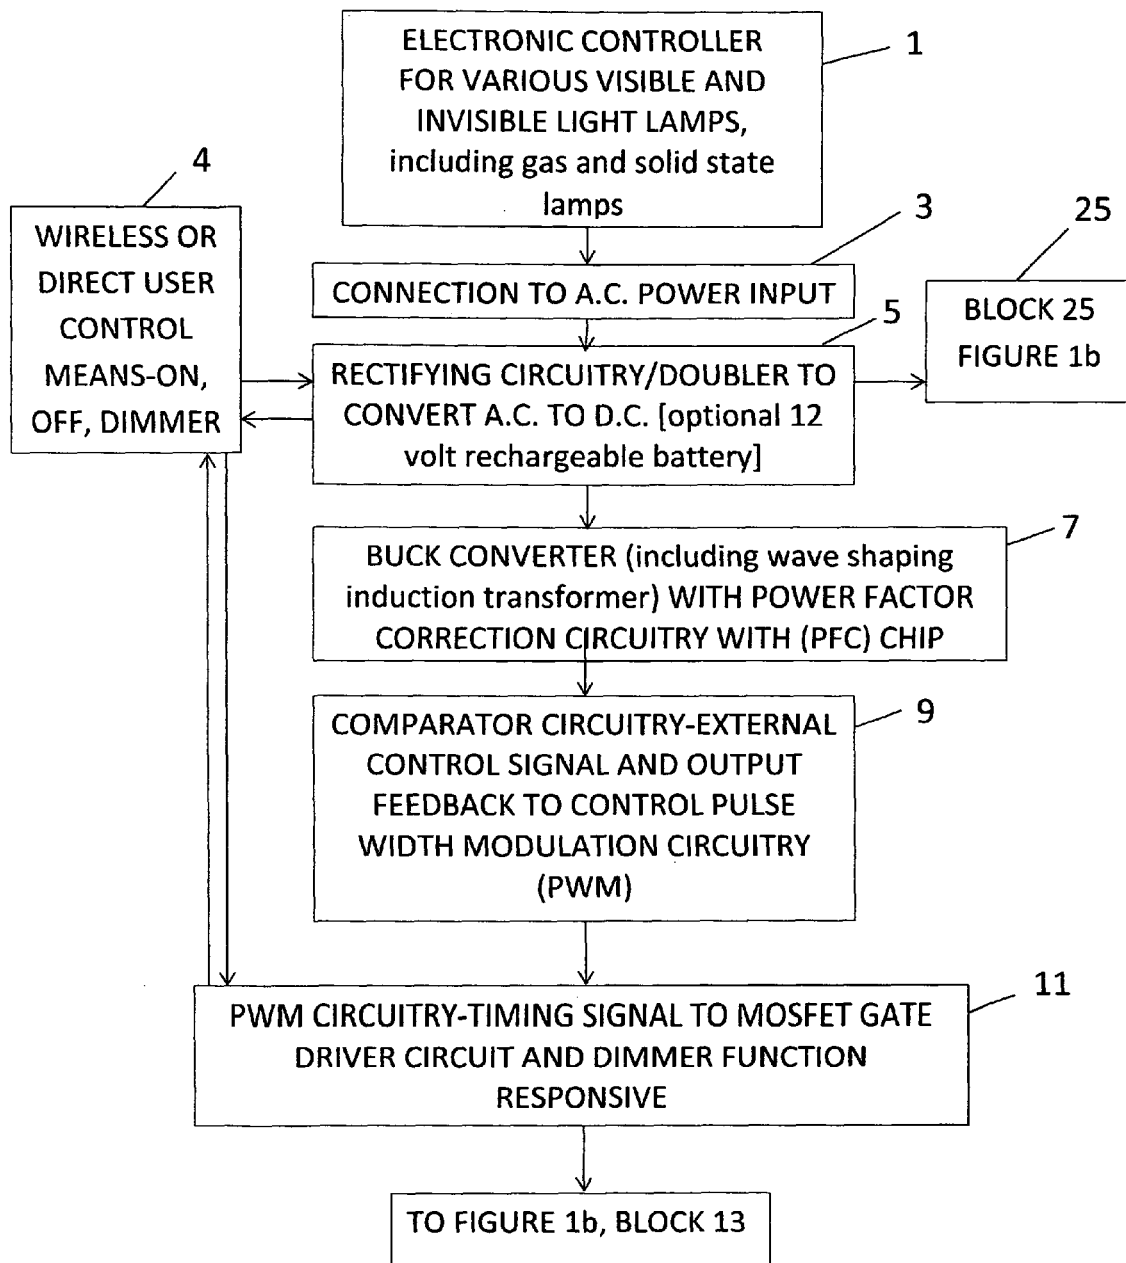 ELECTRONIC CONTROLLER
FOR VARIOUS VISIBLE AND
INVISIBLE LIGHT LAMPS,
including gas and solid state
lamps
1
CONNECTION TO A.C. POWER INPUT
3
4
WIRELESS OR
DIRECT USER
CONTROL
MEANS-ON,
OFF, DIMMER
RECTIFYING CIRCUITRY/DOUBLER TO
CONVERT A.C. TO D.C. [optional 12
volt rechargeable battery]
5
25
BLOCK 25
FIGURE 1b
BUCK CONVERTER (including wave shaping
induction transformer) WITH POWER FACTOR
CORRECTION CIRCUITRY WITH (PFC) CHIP
7
COMPARATOR CIRCUITRY-EXTERNAL
CONTROL SIGNAL AND OUTPUT
FEEDBACK TO CONTROL PULSE
WIDTH MODULATION CIRCUITRY
(PWM)
9
PWM CIRCUITRY-TIMING SIGNAL TO MOSFET GATE
DRIVER CIRCUIT AND DIMMER FUNCTION
RESPONSIVE
11
TO FIGURE 1b, BLOCK 13